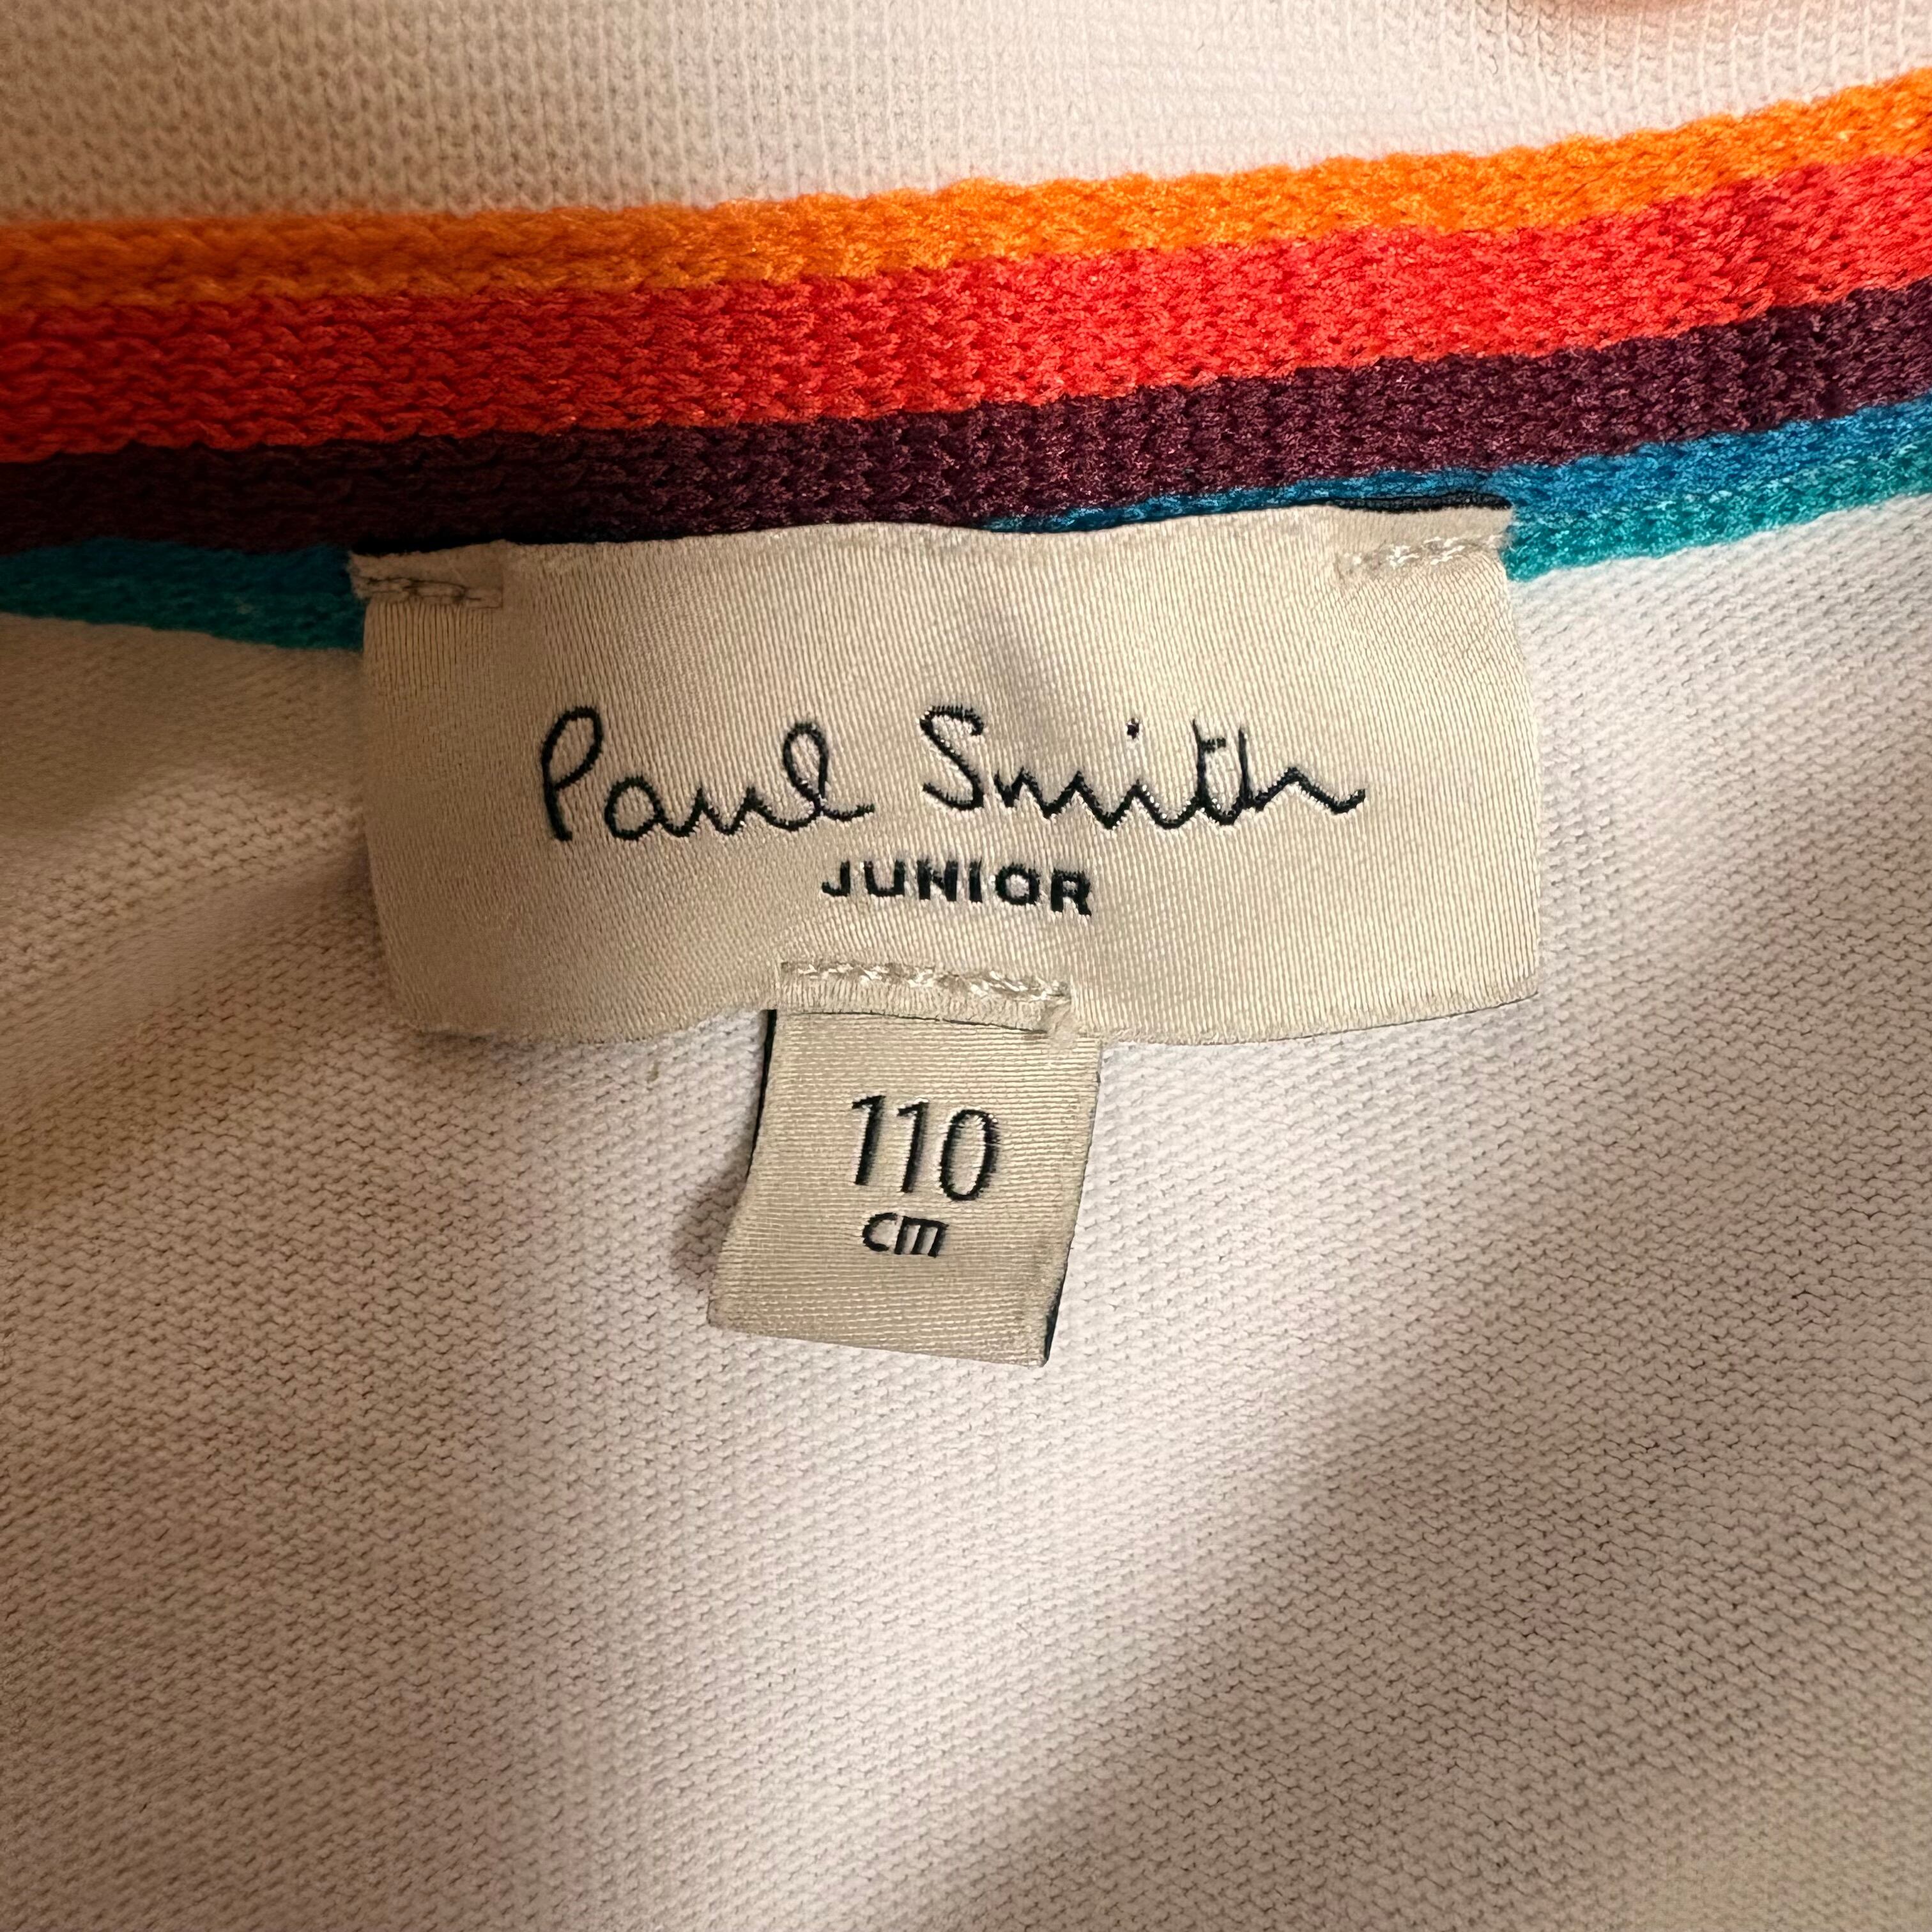 Paul Smith
JUNIOR
110
cm